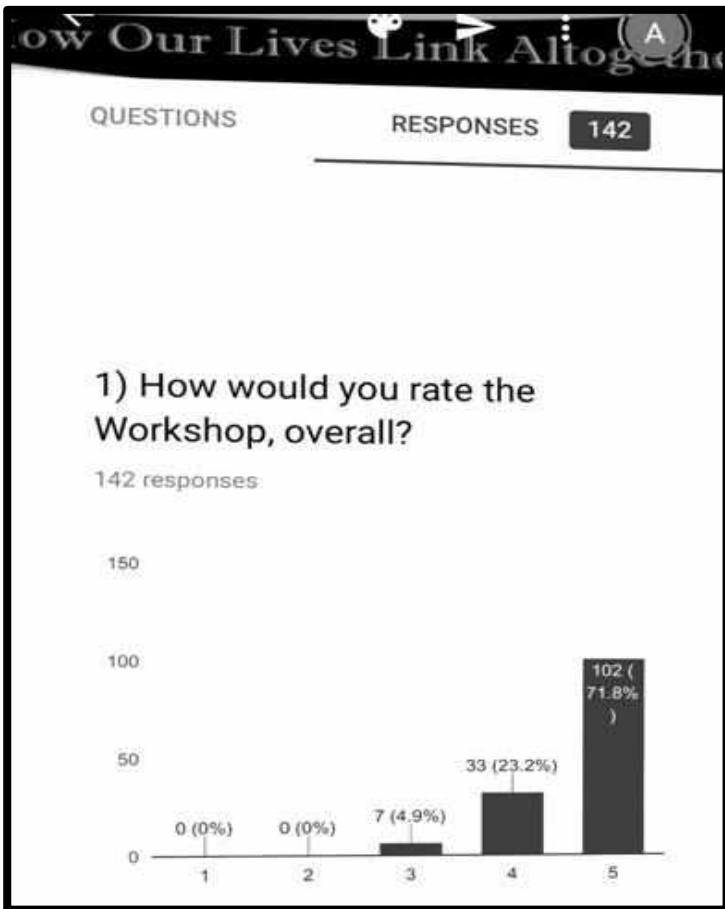 Our Lives Link
A
QUESTIONS
RESPONSES 142
1) How would you rate the
Workshop, overall?
142 responses
150
100
50
0
0 (0%)
0 (0%)
7 (4.9%)
33 (23.2%)
102 (
71.8%
)
1
2
3
4
5